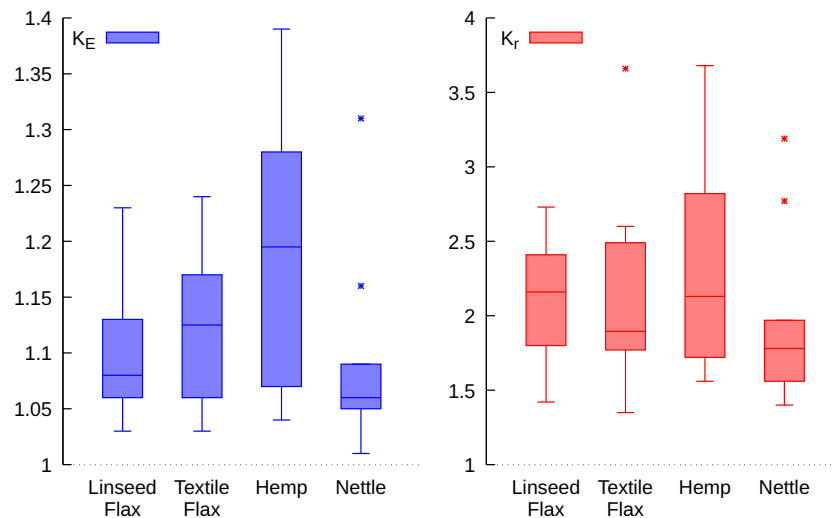 K_E
1.4
1.35
1.3
1.25
1.2
1.15
1.1
1.05
1
Linseed Flax
Textile Flax
Hemp
Nettle
K_r
4
3.5
3
2.5
2
1.5
1
Linseed Flax
Textile Flax
Hemp
Nettle